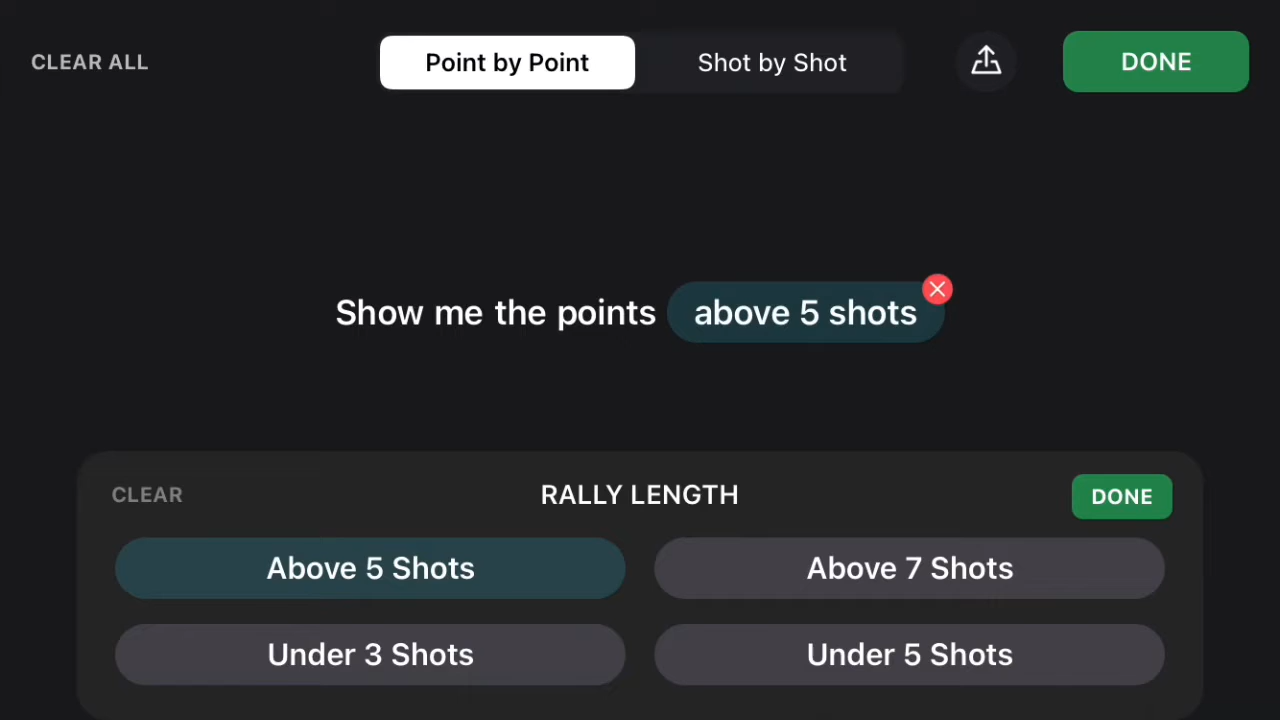 CLEAR ALL
Point by Point
Shot by Shot
DONE
Show me the points above 5 shots
CLEAR
RALLY LENGTH
DONE
Above 5 Shots
Above 7 Shots
Under 3 Shots
Under 5 Shots